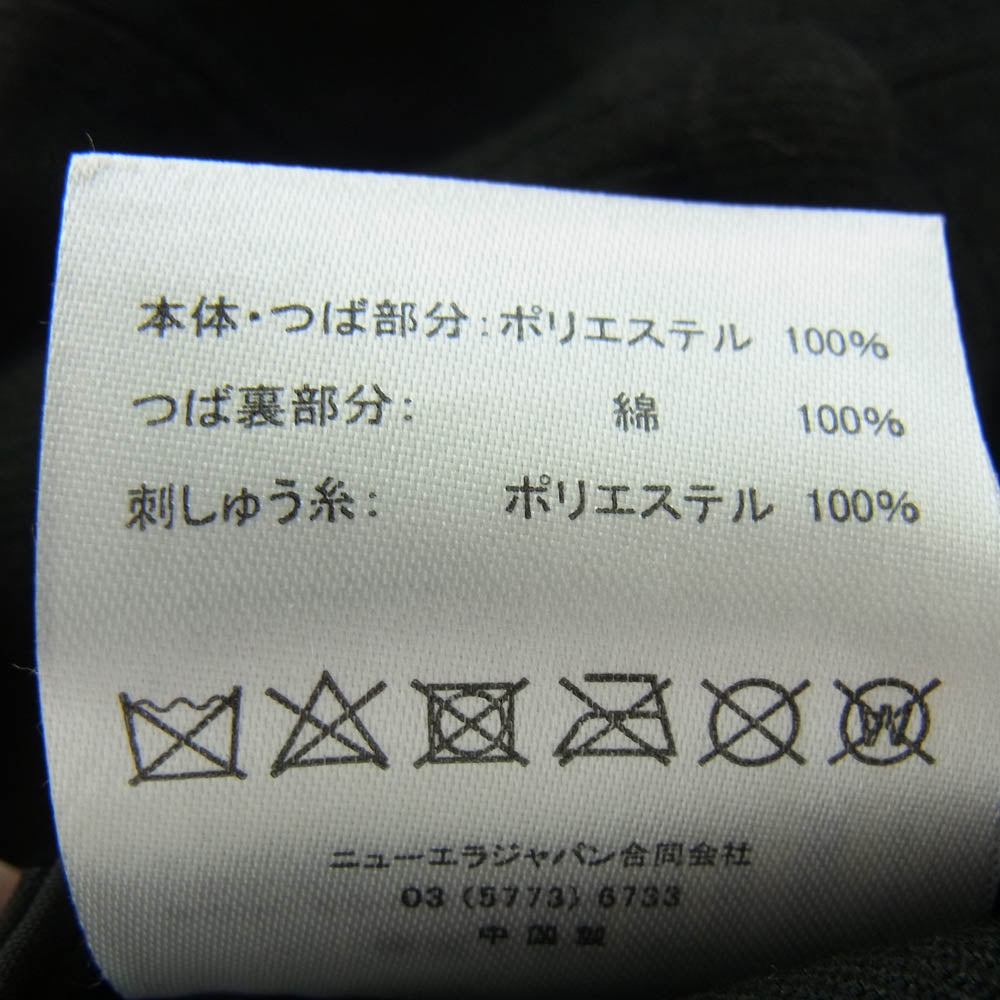 本体・つば部分：ポリエステル 100%
つば裏部分： 綿 100%
刺しゅう糸： ポリエステル 100%
W
ニューエラジャパン合同会社
03 (5773) 6733
中国製